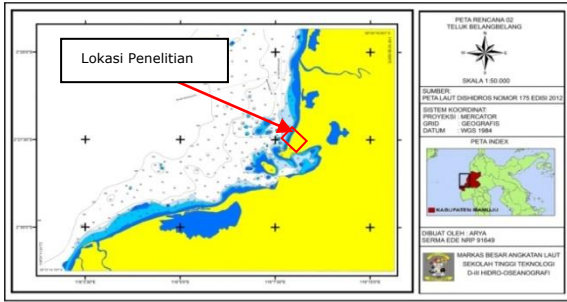 Lokasi Penelitian
PETA RENCANA 02
TELUK BELANGBELANG
SKALA 1:50.000
SUMBER:
PETA LAUT DISHIDROS NOMOR 175 EDISI 2012
SISTEM KOORDINAT
PROYEKSI : MERCATOR
GRID : GEOGRAFIS
DATUM : WGS 1984
PETA INDEX
KABUPATEN MAMUJU
DIBUAT OLEH : ARYA
SERMA EDE NRP 91649
MARKAS BESAR ANGKATAN LAUT
SEKOLAH TINGGI TEKNOLOGI
D-III HIDRO-OSEANOGRAFI